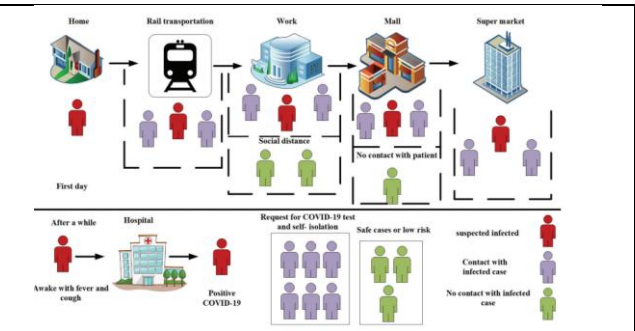 Home
Rail transportation
Work
Mall
Super market
Social distance
No contact with patient
First day
After a while
Hospital
Request for COVID-19 test
and self- isolation
Safe cases or low risk
suspected infected
Contact with
infected case
No contact with infected
case
Awake with fever and
cough
Positive
COVID-19